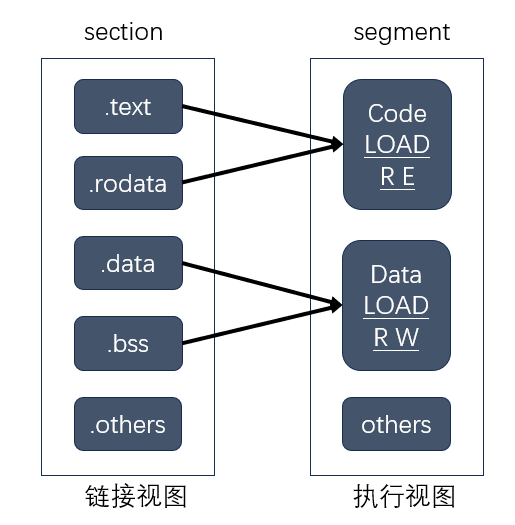 section
.text
.rodata
.data
.bss
.others
链接视图
segment
Code
LOAD
R E
Data
LOAD
R W
others
执行视图